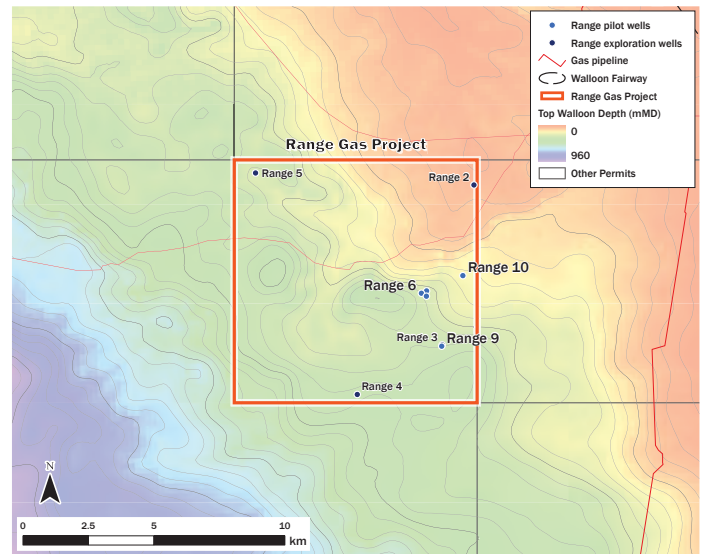 Range pilot wells
Range exploration wells
Gas pipeline
Walloon Fairway
Range Gas Project
Top Walloon Depth (mMD)
0
960
Other Permits
Range Gas Project
Range 5
Range 2
Range 10
Range 6
Range 3
Range 9
Range 4
N
0 2.5 5 10
km